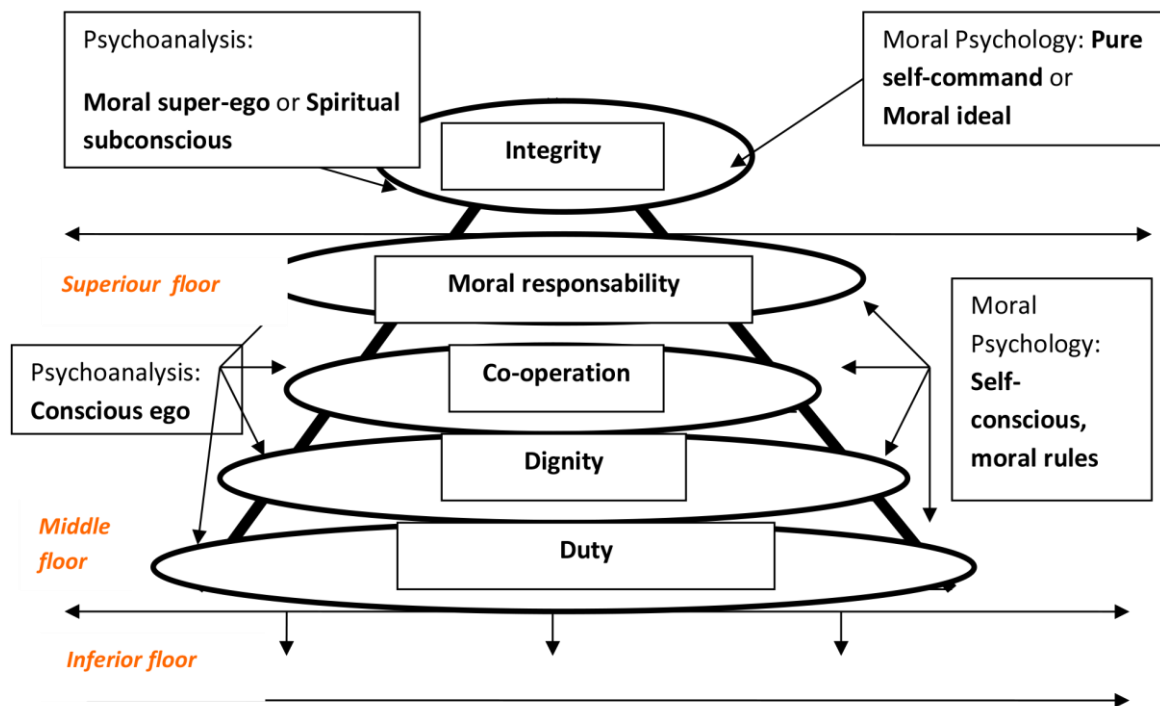 Psychoanalysis:
Moral super-ego or Spiritual
subconscious
Moral Psychology: Pure
self-command or
Moral ideal
Integrity
Superiour floor
Moral responsability
Psychoanalysis:
Conscious ego
Co-operation
Moral
Psychology:
Self-
conscious,
moral rules
Dignity
Middle
floor
Duty
Inferior floor